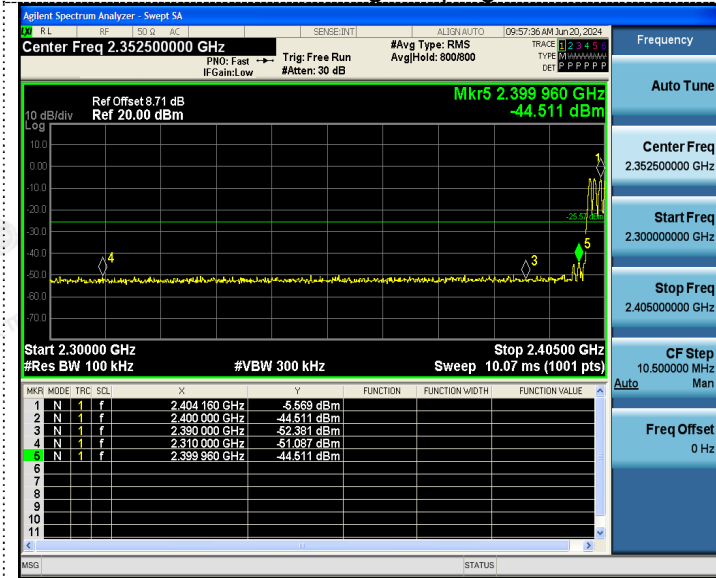 Agilent Spectrum Analyzer - Swept SA
RL RF 50 Ω AC SENSE:INT ALIGN AUTO 09:57:36 AM Jun 20, 2024
Center Freq 2.352500000 GHz
PNO: Fast
IFGain:Low
Trig: Free Run
#Atten: 30 dB
#Avg Type: RMS
Avg|Hold: 800/800
TRACE 1 2 3 4 5 6
TYPE M
DET P P P P P P
Ref Offset 8.71 dB
Ref 20.00 dBm
10 dB/div
Log
Mkr5 2.399 960 GHz
-44.511 dBm
10.0
0.00
-10.0
-20.0
-30.0
-40.0
-50.0
-60.0
-70.0
1
-25.57 dBm
5
4
3
Start 2.30000 GHz
#Res BW 100 kHz
#VBW 300 kHz
Stop 2.40500 GHz
Sweep 10.07 ms (1001 pts)
MKR MODE TRC SCL X Y FUNCTION FUNCTION WIDTH FUNCTION VALUE
1 N 1 f 2.404 160 GHz -5.569 dBm
2 N 1 f 2.400 000 GHz -44.511 dBm
3 N 1 f 2.390 000 GHz -52.381 dBm
4 N 1 f 2.310 000 GHz -51.087 dBm
5 N 1 f 2.399 960 GHz -44.511 dBm
6
7
8
9
10
11
MSG STATUS
Frequency
Auto Tune
Center Freq
2.352500000 GHz
Start Freq
2.300000000 GHz
Stop Freq
2.405000000 GHz
CF Step
10.500000 MHz
Auto Man
Freq Offset
0 Hz